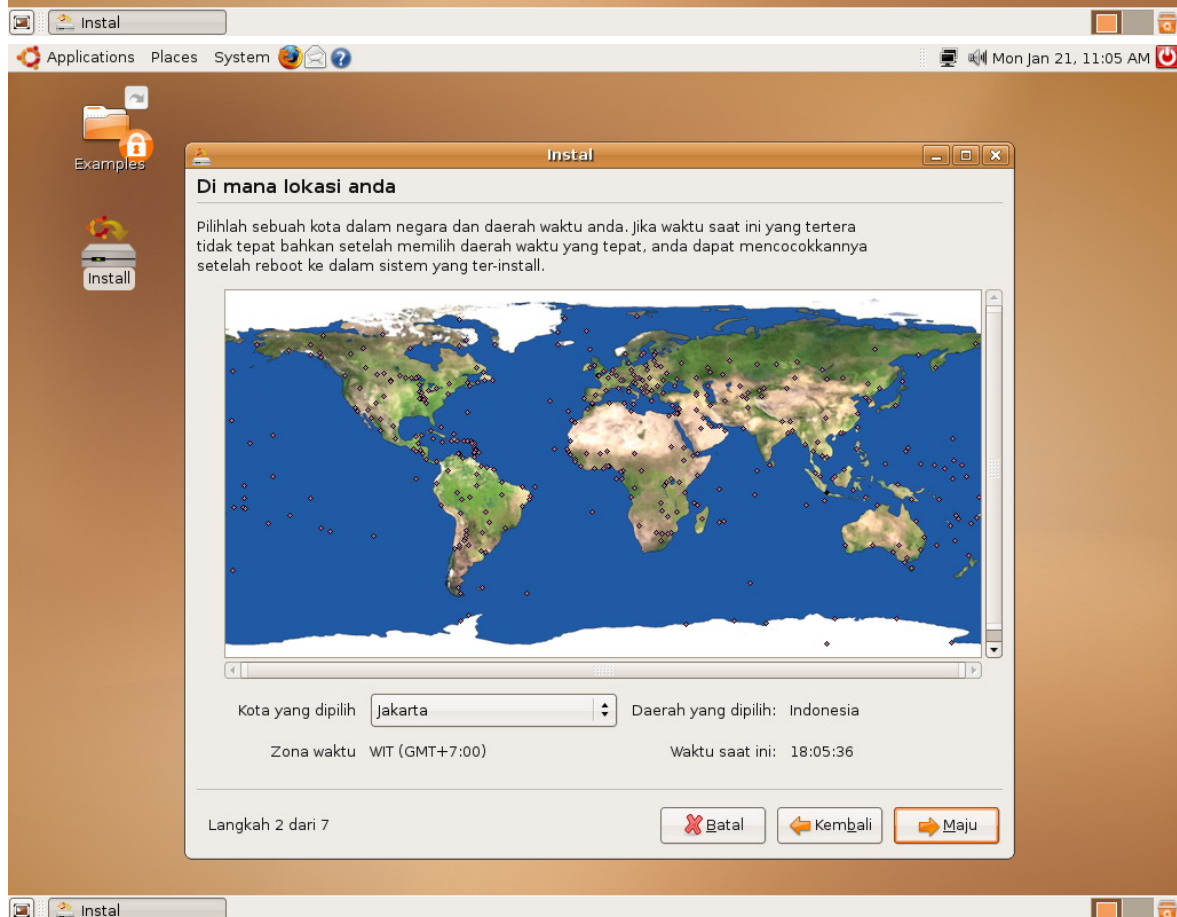 Instal
Applications Places System Mon Jan 21, 11:05 AM
Examples
Install
Instal
Di mana lokasi anda
Pilihlah sebuah kota dalam negara dan daerah waktu anda. Jika waktu saat ini yang tertera
tidak tepat bahkan setelah memilih daerah waktu yang tepat, anda dapat mencocokkannya
setelah reboot ke dalam sistem yang ter-install.
Kota yang dipilih Jakarta Daerah yang dipilih: Indonesia
Zona waktu WIT (GMT+7:00) Waktu saat ini: 18:05:36
Langkah 2 dari 7 Batal Kembali Maju
Instal